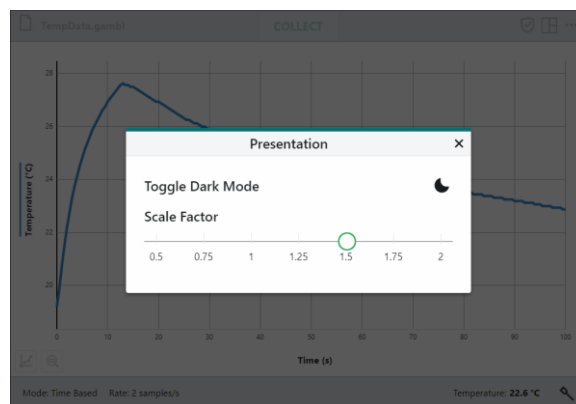 TempData.gambl
COLLECT
Presentation
Toggle Dark Mode
Scale Factor
0.5 0.75 1 1.25 1.5 1.75 2
Temperature (°C)
28
26
22
20
0 10 20 30 40 50 60 70 80 90 100
Time (s)
Mode: Time Based Rate: 2 samples/s
Temperature: 22.6 °C